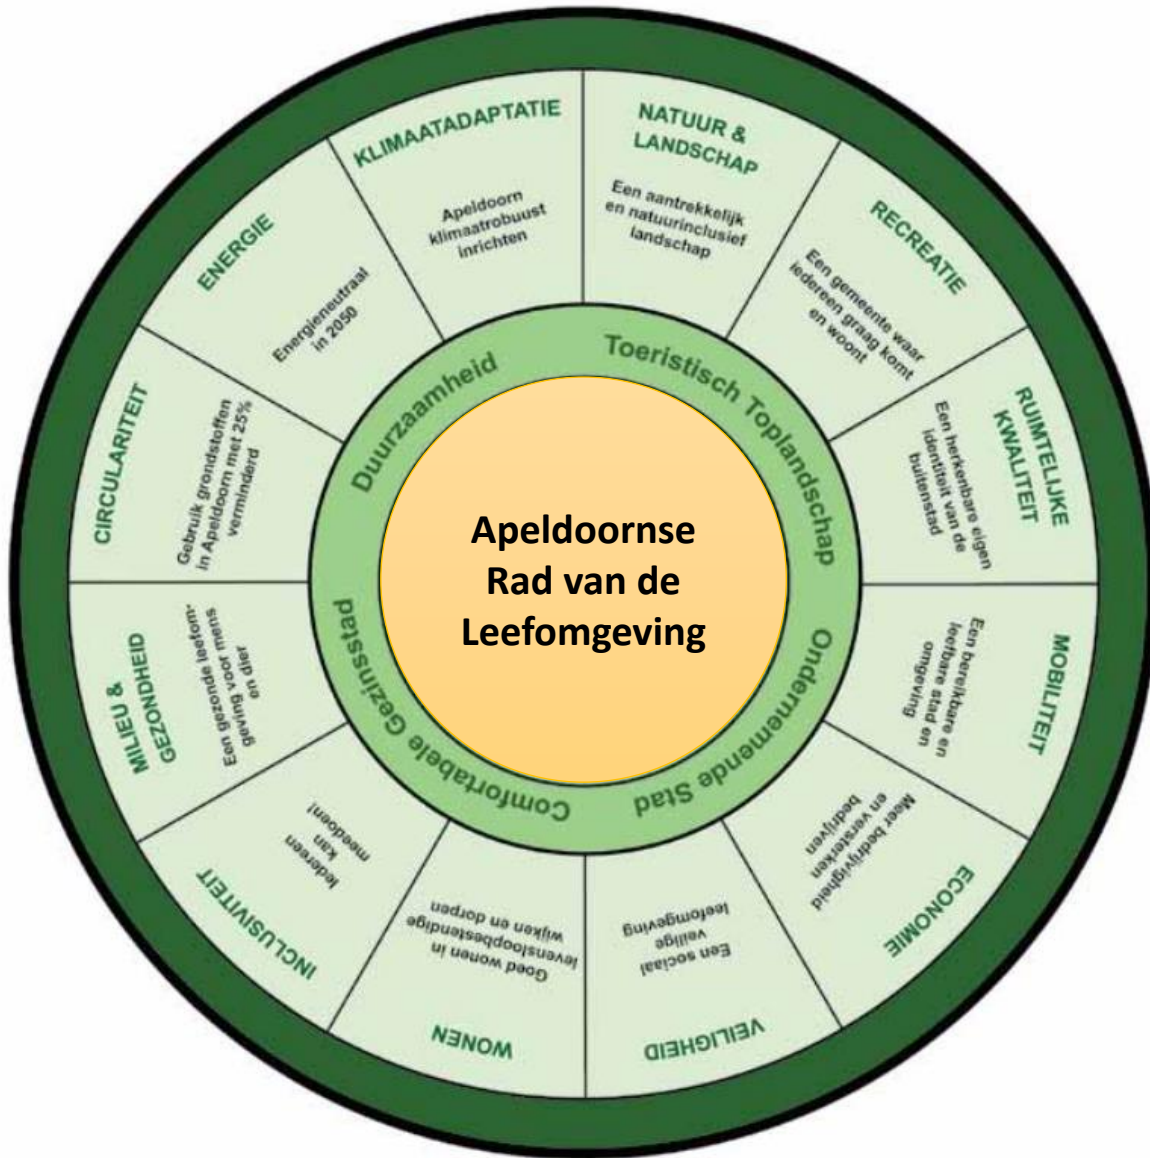 Apeldoornse
Rad van de
Leefomgeving
Duurzaamheid
Toeristisch Toplandschap
Ondernemende Stad
Comfortabele Gezinsstad
NATUUR &
LANDSCHAP
Een aantrekkelijk
en natuurinclusief
landschap
RECREATIE
Een gemeente waar
iedereen graag komt
en woont
RUIMTELIJKE
KWALITEIT
Een herkenbare eigen
identiteit van de
buitenstad
MOBILITEIT
Een bereikbare en
leefbare stad en
omgeving
ECONOMIE
Meer bedrijvigheid
en versterken
bedrijven
VEILIGHEID
Een sociaal
veilige
leefomgeving
WONEN
Goed wonen in
levensloopbestendige
wijken en dorpen
INCLUSIVITEIT
Iedereen
kan
meedoen!
MILIEU &
GEZONDHEID
Een gezonde leefom-
geving voor mens
en dier
CIRCULARITEIT
Gebruik grondstoffen
in Apeldoorn met 25%
verminderd
ENERGIE
Energieneutraal
in 2050
KLIMAATADAPTATIE
Apeldoorn
klimaatrobuust
inrichten